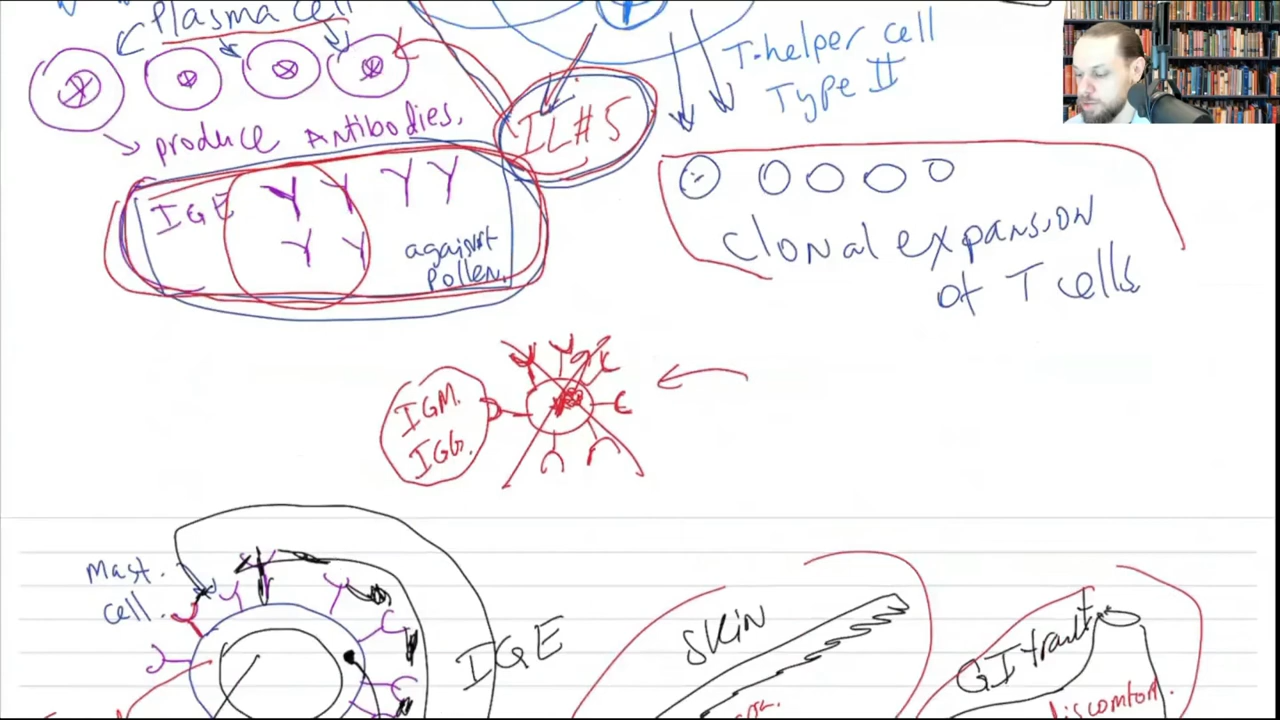 Plasma cell
T-helper cell
Type II
produce Antibodies.
IL#5
IGE
against
pollen.
clonal expansion
of T cells
IGM.
IGG.
Mast.
cell.
IGE
SKIN
GI tract
discomfort.